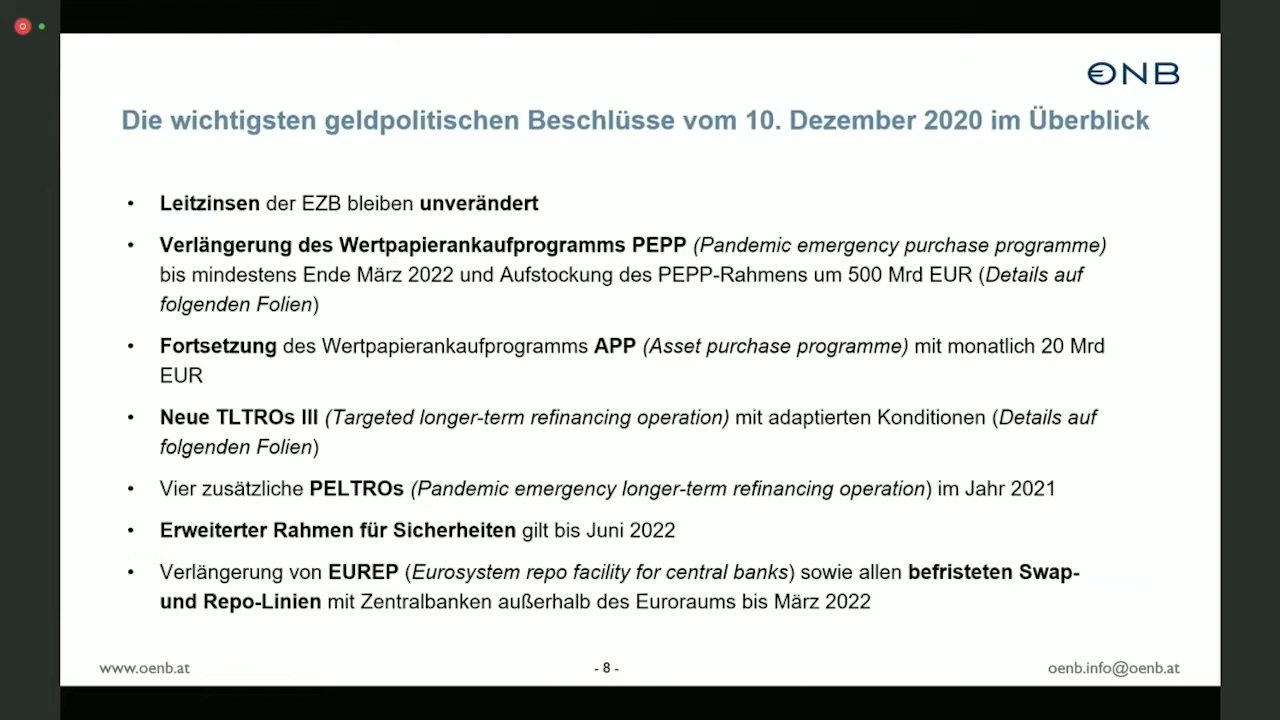 €NB
Die wichtigsten geldpolitischen Beschlüsse vom 10. Dezember 2020 im Überblick
• Leitzinsen der EZB bleiben unverändert
• Verlängerung des Wertpapierankaufprogramms PEPP (Pandemic emergency purchase programme)
bis mindestens Ende März 2022 und Aufstockung des PEPP-Rahmens um 500 Mrd EUR (Details auf
folgenden Folien)
• Fortsetzung des Wertpapierankaufprogramms APP (Asset purchase programme) mit monatlich 20 Mrd
EUR
• Neue TLTROs III (Targeted longer-term refinancing operation) mit adaptierten Konditionen (Details auf
folgenden Folien)
• Vier zusätzliche PELTROs (Pandemic emergency longer-term refinancing operation) im Jahr 2021
• Erweiterter Rahmen für Sicherheiten gilt bis Juni 2022
• Verlängerung von EUREP (Eurosystem repo facility for central banks) sowie allen befristeten Swap-
und Repo-Linien mit Zentralbanken außerhalb des Euroraums bis März 2022
www.oenb.at
- 8 -
oenb.info@oenb.at